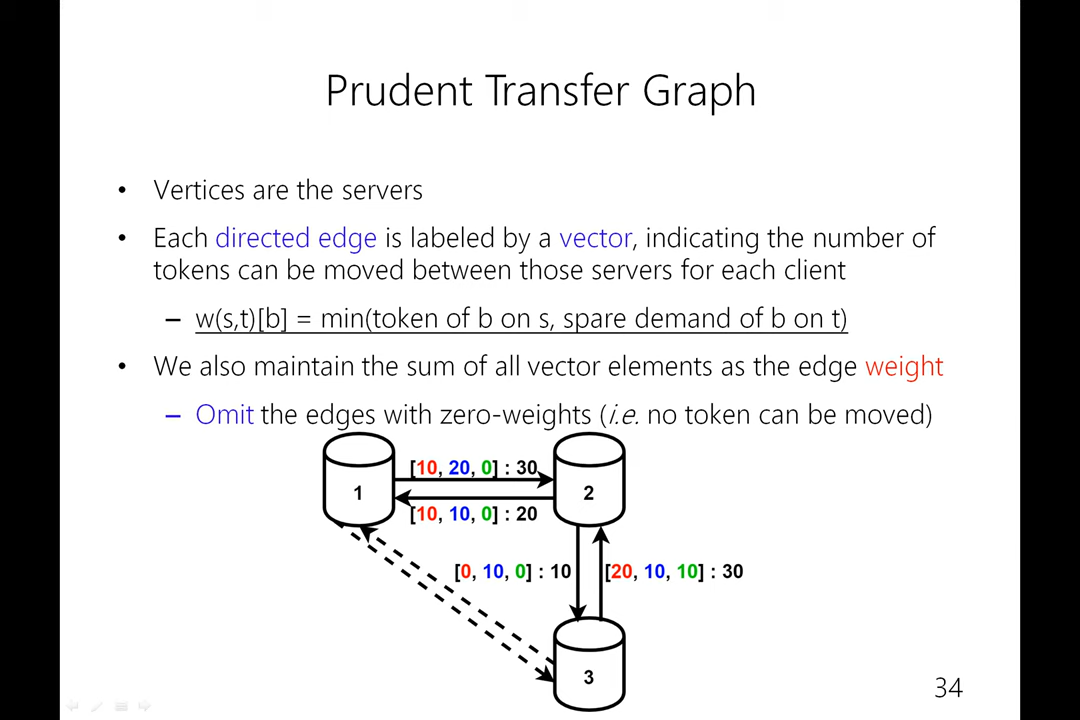 Prudent Transfer Graph
• Vertices are the servers
• Each directed edge is labeled by a vector, indicating the number of
tokens can be moved between those servers for each client
– w(s,t)[b] = min(token of b on s, spare demand of b on t)
• We also maintain the sum of all vector elements as the edge weight
– Omit the edges with zero-weights (i.e. no token can be moved)
[10, 20, 0] : 30
1
2
[10, 10, 0] : 20
[0, 10, 0] : 10
[20, 10, 10] : 30
3
34